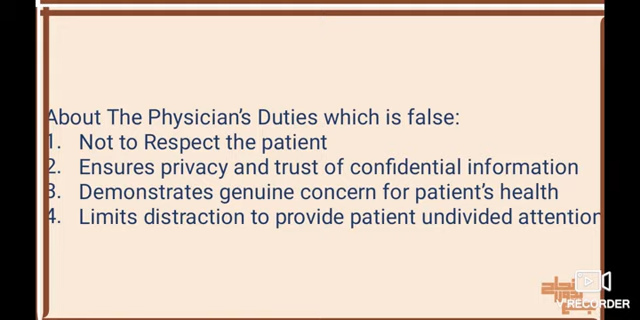 About The Physician's Duties which is false:
1. Not to Respect the patient
2. Ensures privacy and trust of confidential information
3. Demonstrates genuine concern for patient's health
4. Limits distraction to provide patient undivided attention
RECORDER